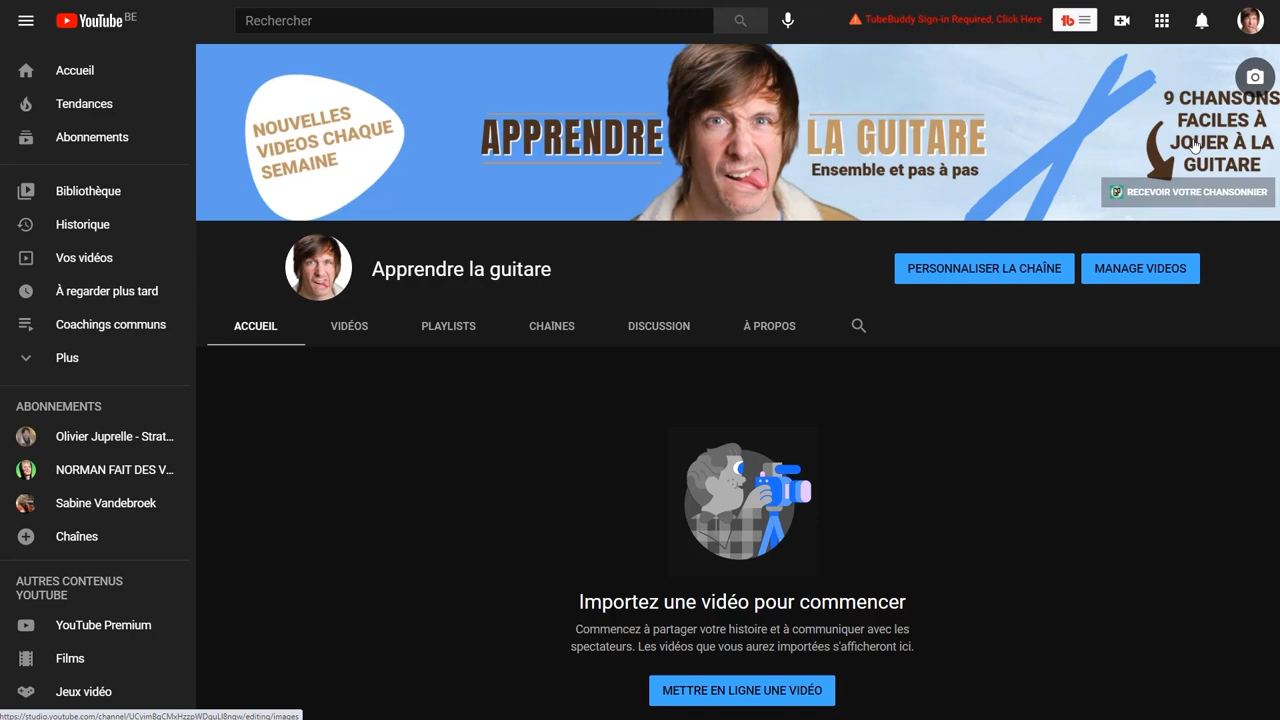 YouTube BE
Rechercher
TubeBuddy Sign-in Required, Click Here
tb
Accueil
Tendances
Abonnements
Bibliothèque
Historique
Vos vidéos
À regarder plus tard
Coachings communs
Plus
ABONNEMENTS
Olivier Juprelle - Strat...
NORMAN FAIT DES V...
Sabine Vandebroek
Chaînes
AUTRES CONTENUS
YOUTUBE
YouTube Premium
Films
Jeux vidéo
NOUVELLES
VIDEOS CHAQUE
SEMAINE
APPRENDRE LA GUITARE
Ensemble et pas à pas
9 CHANSONS
FACILES À
JOUER À LA
GUITARE
RECEVOIR VOTRE CHANSONNIER
Apprendre la guitare
PERSONNALISER LA CHAÎNE
MANAGE VIDEOS
ACCUEIL VIDÉOS PLAYLISTS CHAÎNES DISCUSSION À PROPOS
Importez une vidéo pour commencer
Commencez à partager votre histoire et à communiquer avec les
spectateurs. Les vidéos que vous aurez importées s'afficheront ici.
METTRE EN LIGNE UNE VIDÉO